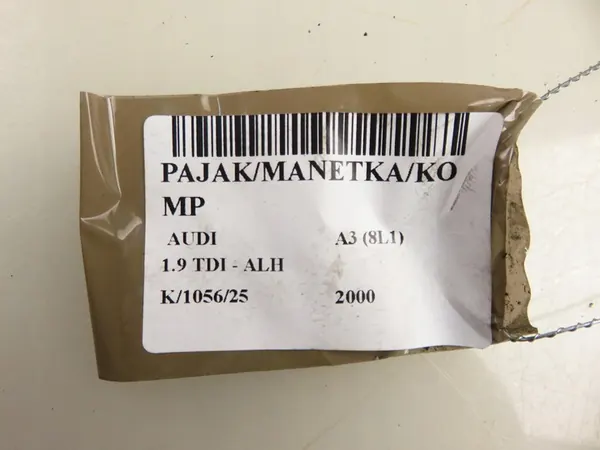 PAJAK/MANETKA/KO
MP
AUDI A3 (8L1)
1.9 TDI - ALH
K/1056/25 2000